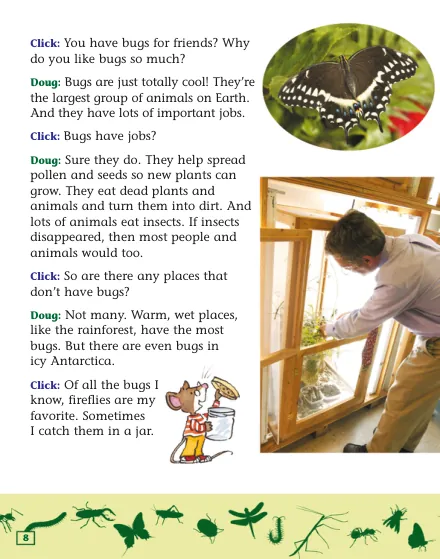 Click: You have bugs for friends? Why
do you like bugs so much?
Doug: Bugs are just totally cool! They're
the largest group of animals on Earth.
And they have lots of important jobs.
Click: Bugs have jobs?
Doug: Sure they do. They help spread
pollen and seeds so new plants can
grow. They eat dead plants and
animals and turn them into dirt. And
lots of animals eat insects. If insects
disappeared, then most people and
animals would too.
Click: So are there any places that
don't have bugs?
Doug: Not many. Warm, wet places,
like the rainforest, have the most
bugs. But there are even bugs in
icy Antarctica.
Click: Of all the bugs I
know, fireflies are my
favorite. Sometimes
I catch them in a jar.
8